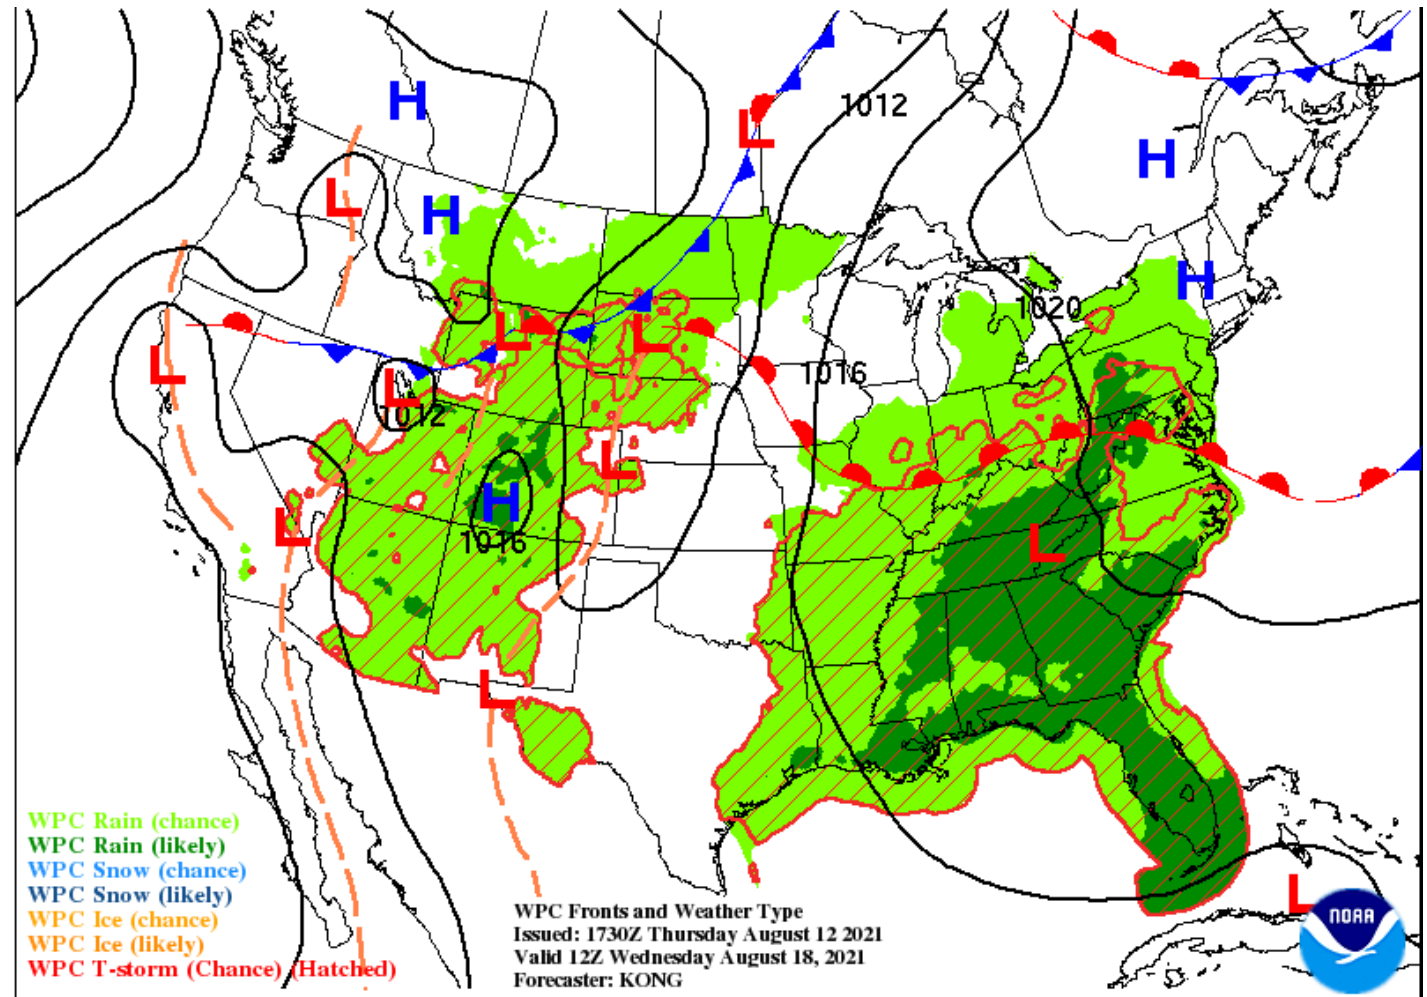 H
1012
L
H
H
L
H
1020
L
L
L
1016
L
1012
L
H
L
1016
L
L
L
WPC Rain (chance)
WPC Rain (likely)
WPC Snow (chance)
WPC Snow (likely)
WPC Ice (chance)
WPC Ice (likely)
WPC T-storm (Chance) (Hatched)
WPC Fronts and Weather Type
Issued: 1730Z Thursday August 12 2021
Valid 12Z Wednesday August 18, 2021
Forecaster: KONG
L
NOAA